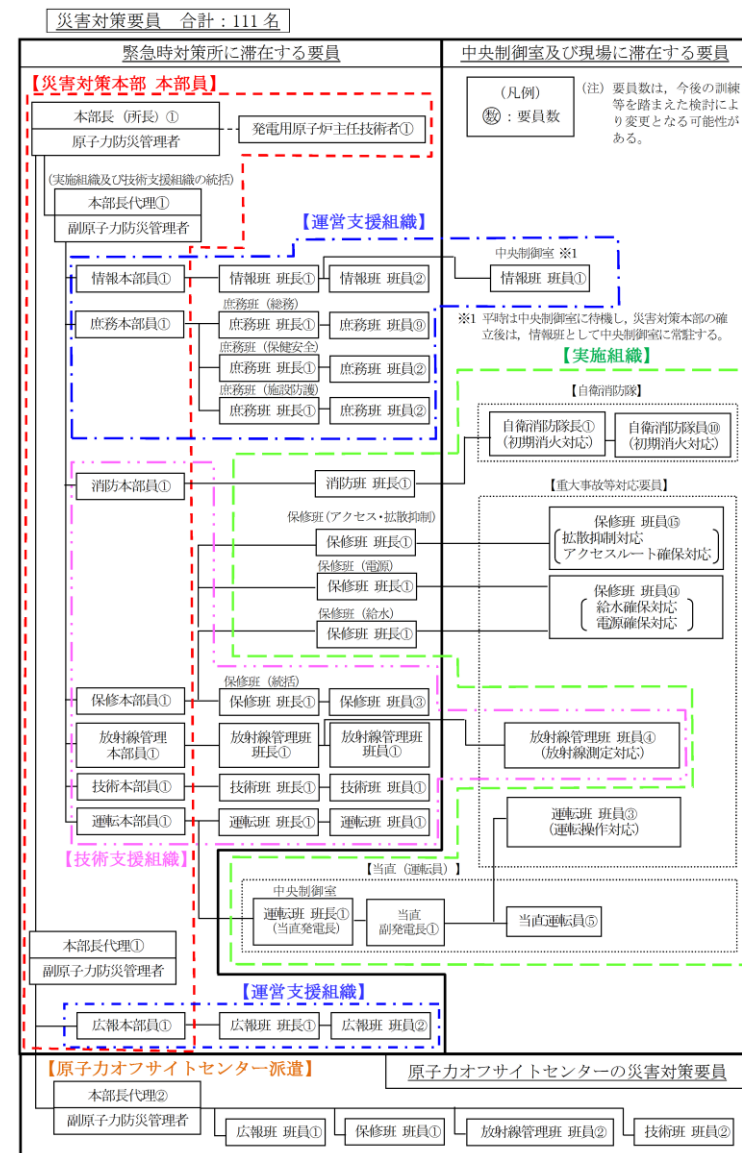 災害対策要員 合計：111 名
緊急時対策所に滞在する要員
中央制御室及び現場に滞在する要員
【災害対策本部 本部員】
本部長（所長）①
原子力防災管理者
発電用原子炉主任技術者①
（凡例）
㊙数：要員数
（注） 要員数は，今後の訓練
等を踏まえた検討によ
り変更となる可能性が
ある。
（実施組織及び技術支援組織の統括）
本部長代理①
副原子力防災管理者
【運営支援組織】
中央制御室 ※1
情報本部員①
情報班 班長①
情報班 班員②
情報班 班員①
※1 平時は中央制御室に待機し，災害対策本部の確
立後は，情報班として中央制御室に常駐する。
庶務班（総務）
庶務本部員①
庶務班 班長①
庶務班 班員⑨
庶務班（保健安全）
庶務班 班長①
庶務班 班員②
庶務班（施設防護）
庶務班 班長①
庶務班 班員②
【実施組織】
【自衛消防隊】
自衛消防隊長①
（初期消火対応）
自衛消防隊員⑩
（初期消火対応）
消防本部員①
消防班 班長①
【重大事故等対応要員】
保修班（アクセス・拡散抑制）
保修班 班長①
保修班 班員⑮
拡散抑制対応
アクセスルート確保対応
保修班（電源）
保修班 班長①
保修班 班員⑭
給水確保対応
電源確保対応
保修班（給水）
保修班 班長①
保修班（統括）
保修本部員①
保修班 班長①
保修班 班員③
放射線管理
本部員①
放射線管理班
班長①
放射線管理班
班員①
放射線管理班 班員④
（放射線測定対応）
技術本部員①
技術班 班長①
技術班 班員①
運転本部員①
運転班 班長①
運転班 班員①
運転班 班員③
（運転操作対応）
【技術支援組織】
【当直（運転員）】
中央制御室
運転班 班長①
（当直発電長）
当直
副発電長①
当直運転員⑤
本部長代理①
副原子力防災管理者
【運営支援組織】
広報本部員①
広報班 班長①
広報班 班員②
【原子力オフサイトセンター派遣】
原子力オフサイトセンターの災害対策要員
本部長代理②
副原子力防災管理者
広報班 班員①
保修班 班員①
放射線管理班 班員②
技術班 班員②